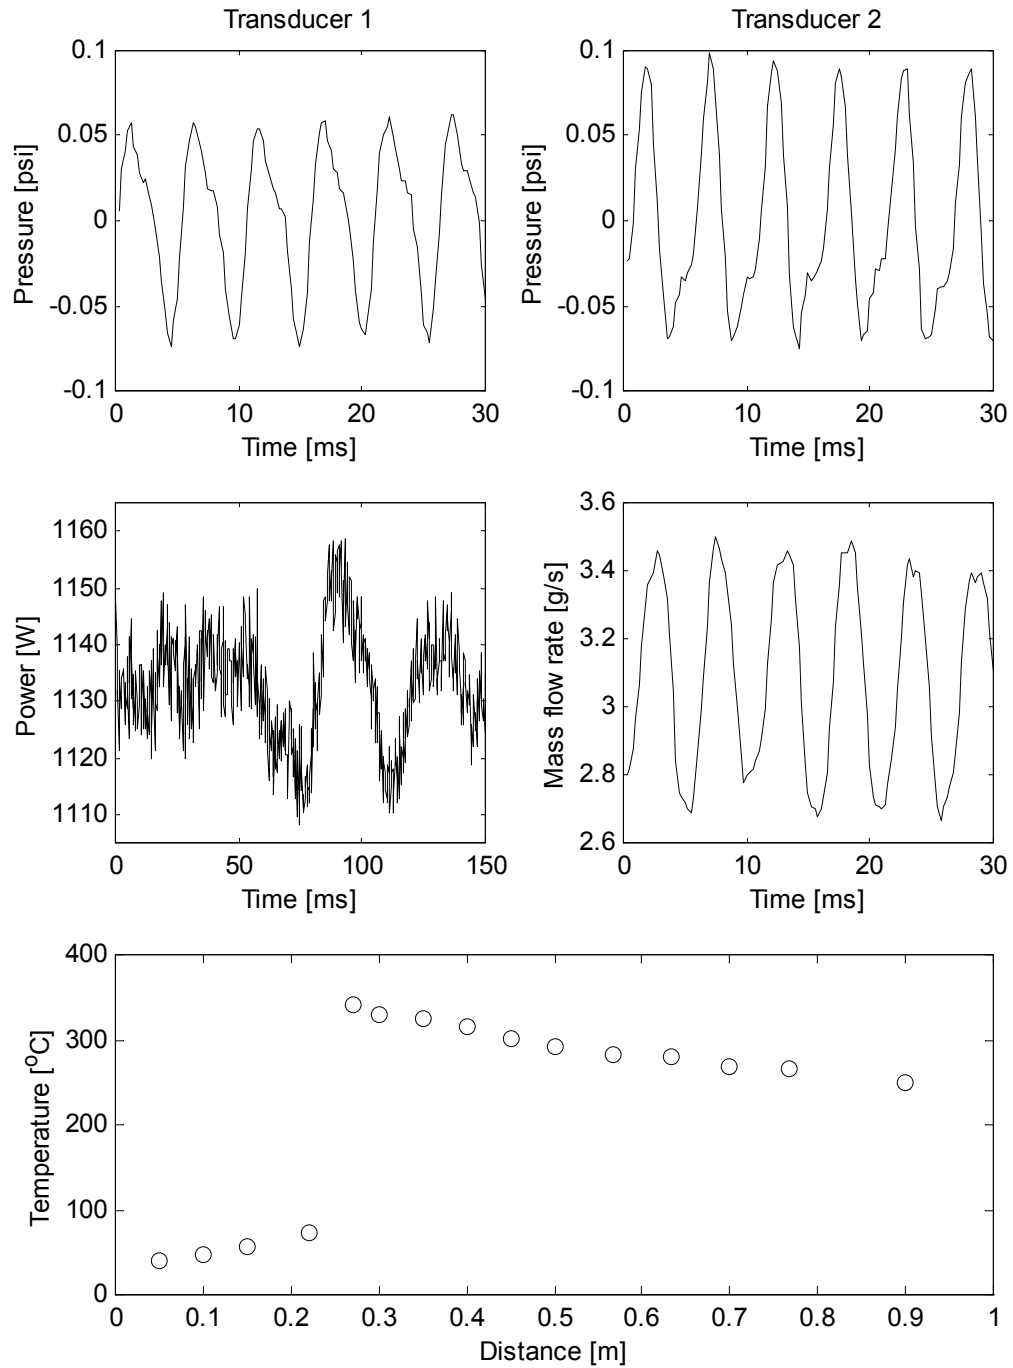 Transducer 1
Transducer 2
0.1
0.05
0
-0.05
-0.1
Pressure [psi]
0 10 20 30
Time [ms]
0.1
0.05
0
-0.05
-0.1
Pressure [psi]
0 10 20 30
Time [ms]
1160
1150
1140
1130
1120
1110
Power [W]
0 50 100 150
Time [ms]
3.6
3.4
3.2
3
2.8
2.6
Mass flow rate [g/s]
0 10 20 30
Time [ms]
400
300
200
100
0
Temperature [oC]
0 0.1 0.2 0.3 0.4 0.5 0.6 0.7 0.8 0.9 1
Distance [m]